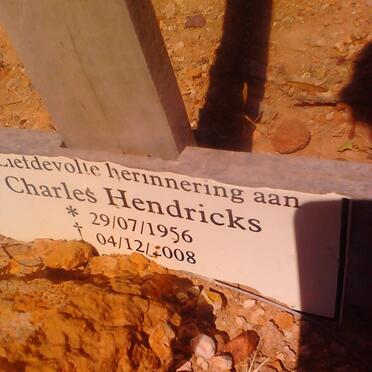 Liefdevolle herinnering aan
Charles Hendricks
* 29/07/1956
† 04/12/2008